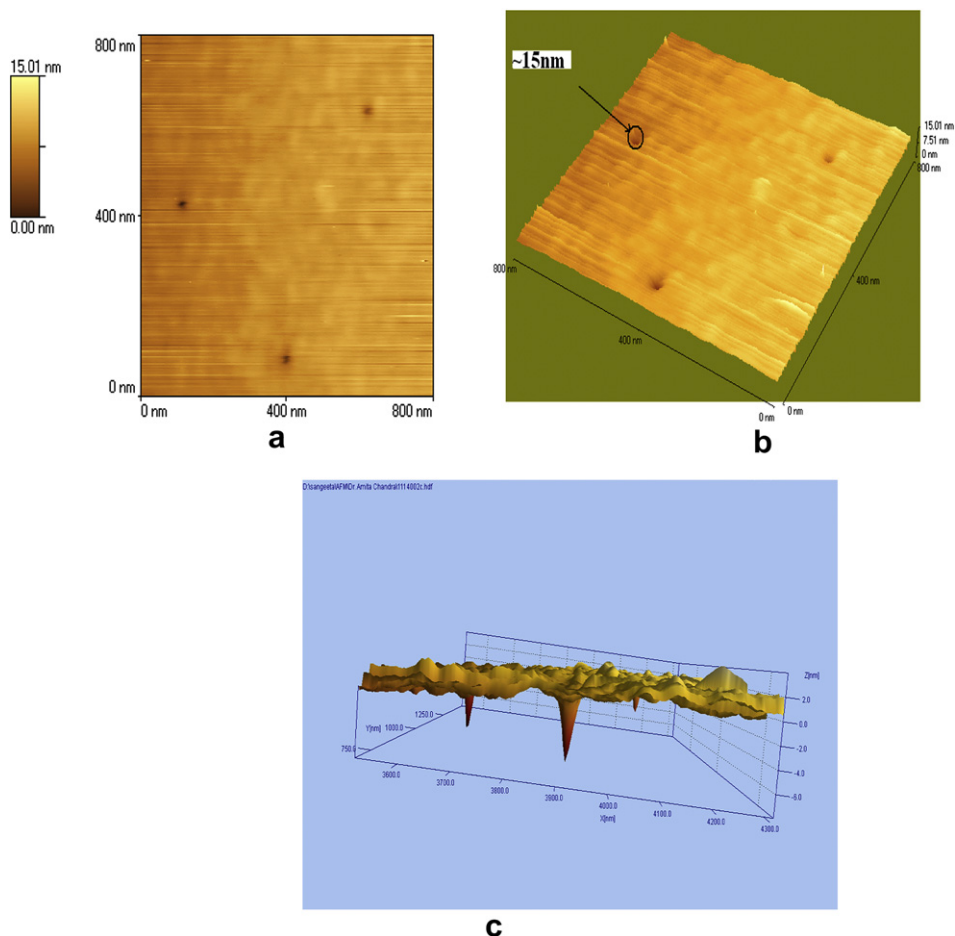 15.01 nm
0.00 nm
800 nm
400 nm
0 nm
0 nm
400 nm
800 nm
a
~15nm
15.01 nm
7.51 nm
0 nm
800 nm
400 nm
0 nm
800 nm
400 nm
0 nm
b
Z[nm]
2.0
0.0
-2.0
-4.0
-6.0
Y[nm]
1250.0
1000.0
750.0
3600.0
3700.0
3800.0
3900.0
4000.0
4100.0
4200.0
4300.0
X[nm]
c